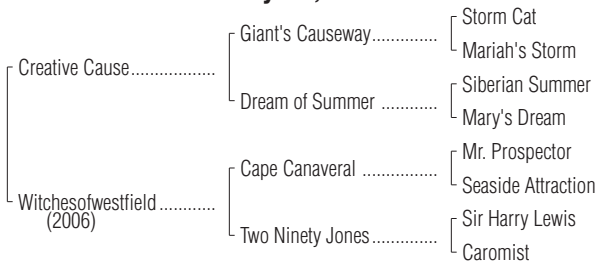 Storm Cat
Giant's Causeway..............
Mariah's Storm
Creative Cause..................
Siberian Summer
Dream of Summer ............
Mary's Dream
Mr. Prospector
Cape Canaveral ................
Seaside Attraction
Witchesofwestfield............
(2006)
Sir Harry Lewis
Two Ninety Jones..............
Caromist